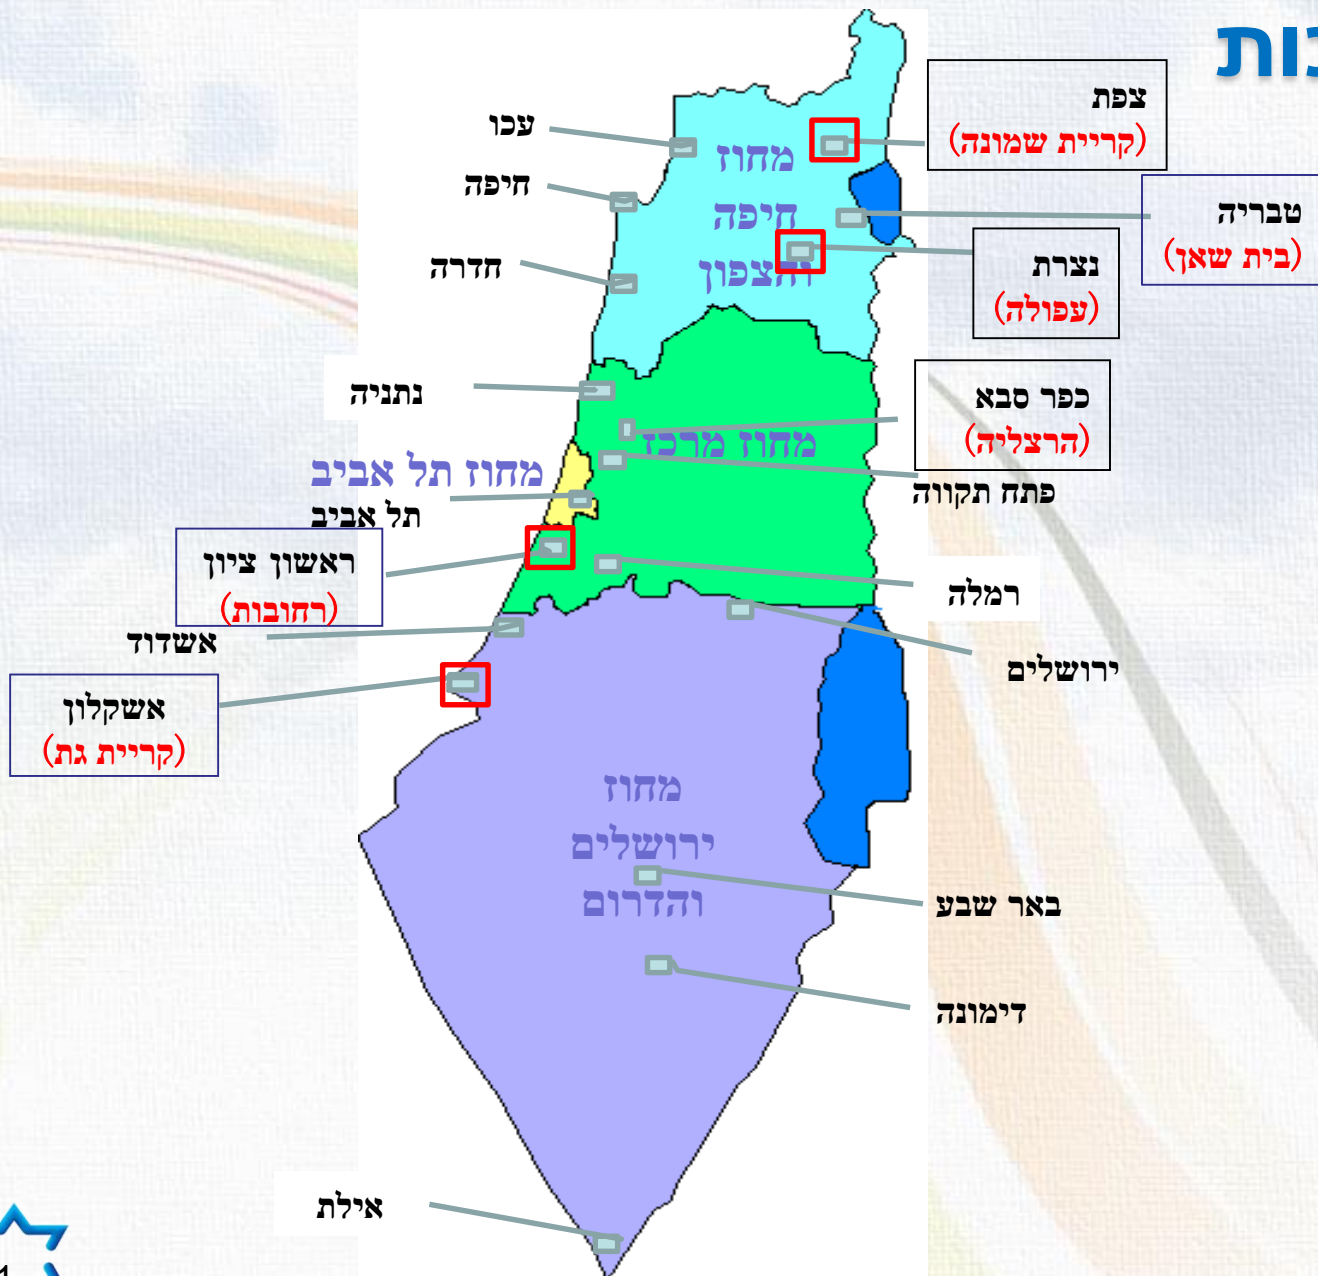 צפת
(קריית שמונה)
עכו
מחוז
חיפה
והצפון
חיפה
טבריה
(בית שאן)
נצרת
(עפולה)
חדרה
נתניה
כפר סבא
(הרצליה)
מחוז מרכז
מחוז תל אביב
פתח תקווה
תל אביב
ראשון ציון
(רחובות)
רמלה
אשדוד
ירושלים
אשקלון
(קריית גת)
מחוז
ירושלים
והדרום
באר שבע
דימונה
אילת